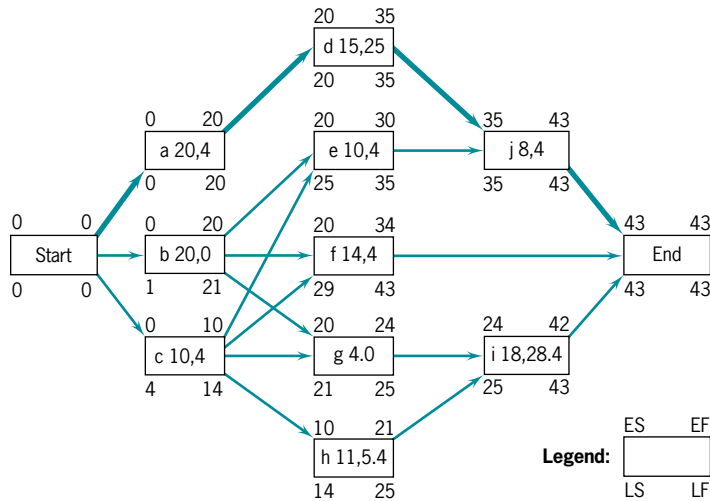 20 35
d 15,25
20 35
0 20
a 20,4
0 20
20 30
e 10,4
25 35
35 43
j 8,4
35 43
0 0
Start
0 0
0 20
b 20,0
1 21
20 34
f 14,4
29 43
43 43
End
43 43
0 10
c 10,4
4 14
20 24
g 4.0
21 25
24 42
i 18,28.4
25 43
10 21
h 11,5.4
14 25
Legend:
ES EF
LS LF